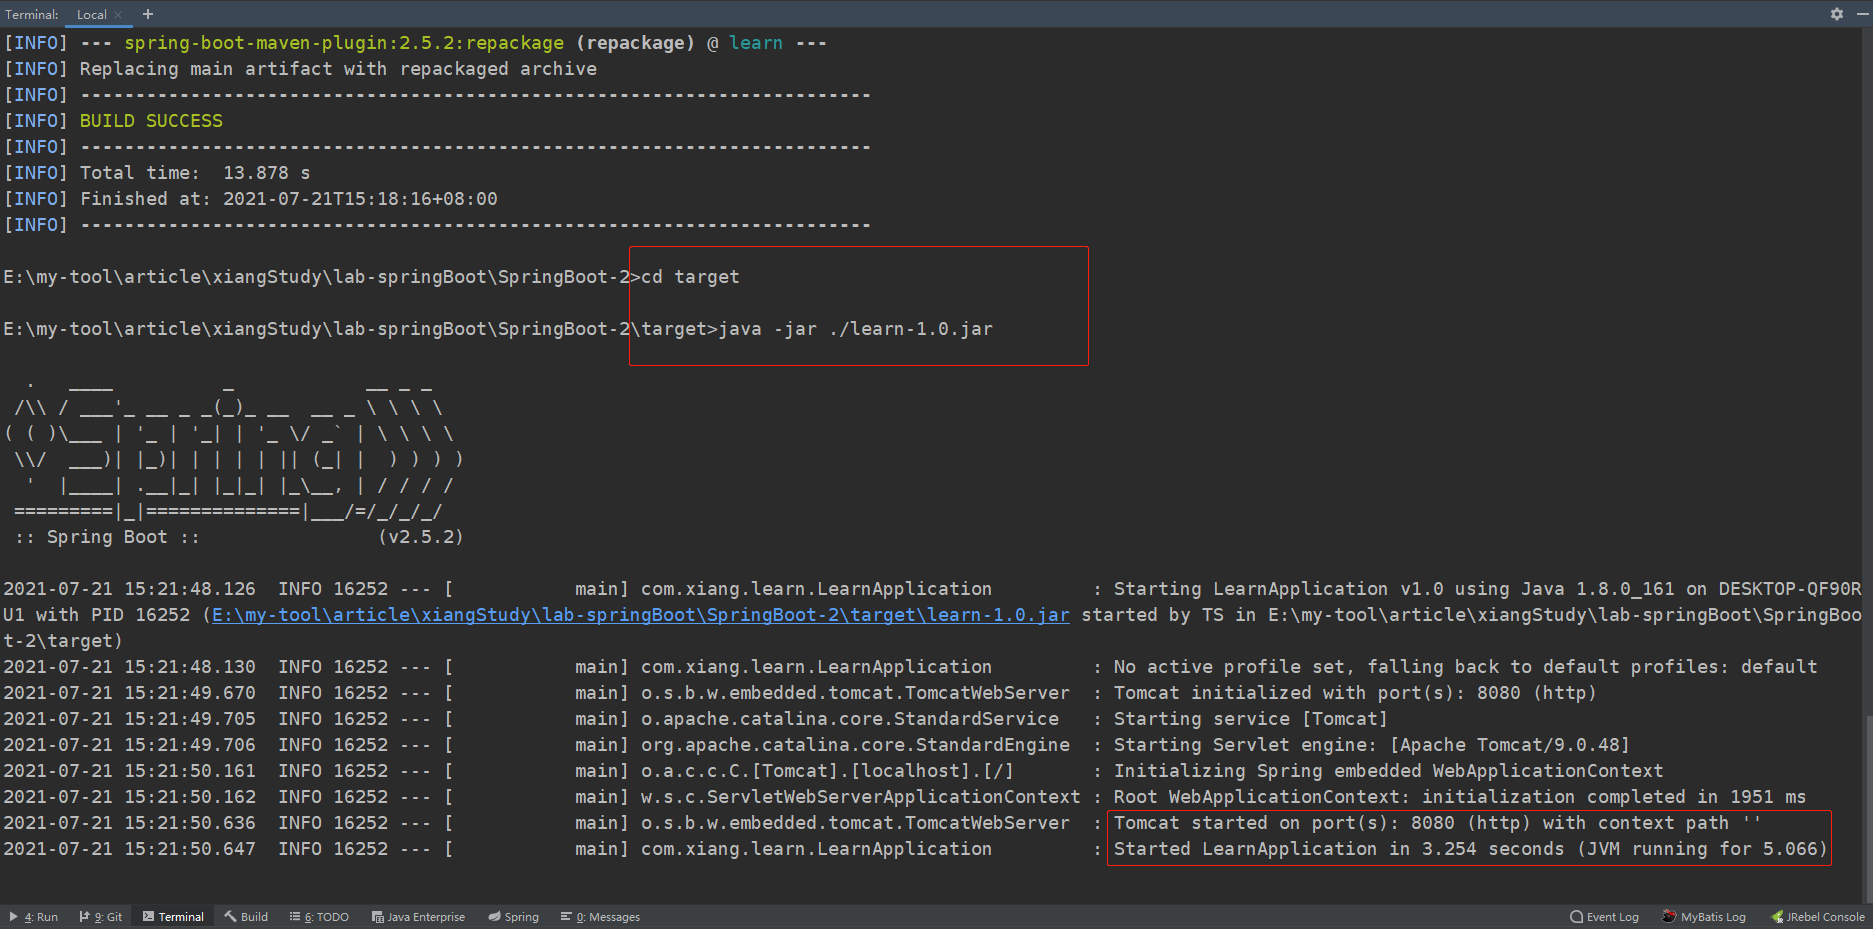 Terminal: Local × +
[INFO] --- spring-boot-maven-plugin:2.5.2:repackage (repackage) @ learn ---
[INFO] Replacing main artifact with repackaged archive
[INFO] ------------------------------------------------------------------------
[INFO] BUILD SUCCESS
[INFO] ------------------------------------------------------------------------
[INFO] Total time:  13.878 s
[INFO] Finished at: 2021-07-21T15:18:16+08:00
[INFO] ------------------------------------------------------------------------
E:\my-tool\article\xiangStudy\lab-springBoot\SpringBoot-2>cd target
E:\my-tool\article\xiangStudy\lab-springBoot\SpringBoot-2\target>java -jar ./learn-1.0.jar
  .   ____          _            __ _ _
 /\\ / ___'_ __ _ _(_)_ __  __ _ \ \ \ \
( ( )\___ | '_ | '_| | '_ \/ _` | \ \ \ \
 \\/  ___)| |_)| | | | | || (_| |  ) ) ) )
  '  |____| .__|_| |_|_| |_\__, | / / / /
 =========|_|==============|___/=/_/_/_/
 :: Spring Boot ::                (v2.5.2)
2021-07-21 15:21:48.126  INFO 16252 --- [           main] com.xiang.learn.LearnApplication         : Starting LearnApplication v1.0 using Java 1.8.0_161 on DESKTOP-QF90R
U1 with PID 16252 (E:\my-tool\article\xiangStudy\lab-springBoot\SpringBoot-2\target\learn-1.0.jar started by TS in E:\my-tool\article\xiangStudy\lab-springBoot\SpringBoo
t-2\target)
2021-07-21 15:21:48.130  INFO 16252 --- [           main] com.xiang.learn.LearnApplication         : No active profile set, falling back to default profiles: default
2021-07-21 15:21:49.670  INFO 16252 --- [           main] o.s.b.w.embedded.tomcat.TomcatWebServer  : Tomcat initialized with port(s): 8080 (http)
2021-07-21 15:21:49.705  INFO 16252 --- [           main] o.apache.catalina.core.StandardService   : Starting service [Tomcat]
2021-07-21 15:21:49.706  INFO 16252 --- [           main] org.apache.catalina.core.StandardEngine  : Starting Servlet engine: [Apache Tomcat/9.0.48]
2021-07-21 15:21:50.161  INFO 16252 --- [           main] o.a.c.c.C.[Tomcat].[localhost].[/]       : Initializing Spring embedded WebApplicationContext
2021-07-21 15:21:50.162  INFO 16252 --- [           main] w.s.c.ServletWebServerApplicationContext : Root WebApplicationContext: initialization completed in 1951 ms
2021-07-21 15:21:50.636  INFO 16252 --- [           main] o.s.b.w.embedded.tomcat.TomcatWebServer  : Tomcat started on port(s): 8080 (http) with context path ''
2021-07-21 15:21:50.647  INFO 16252 --- [           main] com.xiang.learn.LearnApplication         : Started LearnApplication in 3.254 seconds (JVM running for 5.066)
4: Run 9: Git Terminal Build 6: TODO Java Enterprise Spring 0: Messages Event Log MyBatis Log JRebel Console